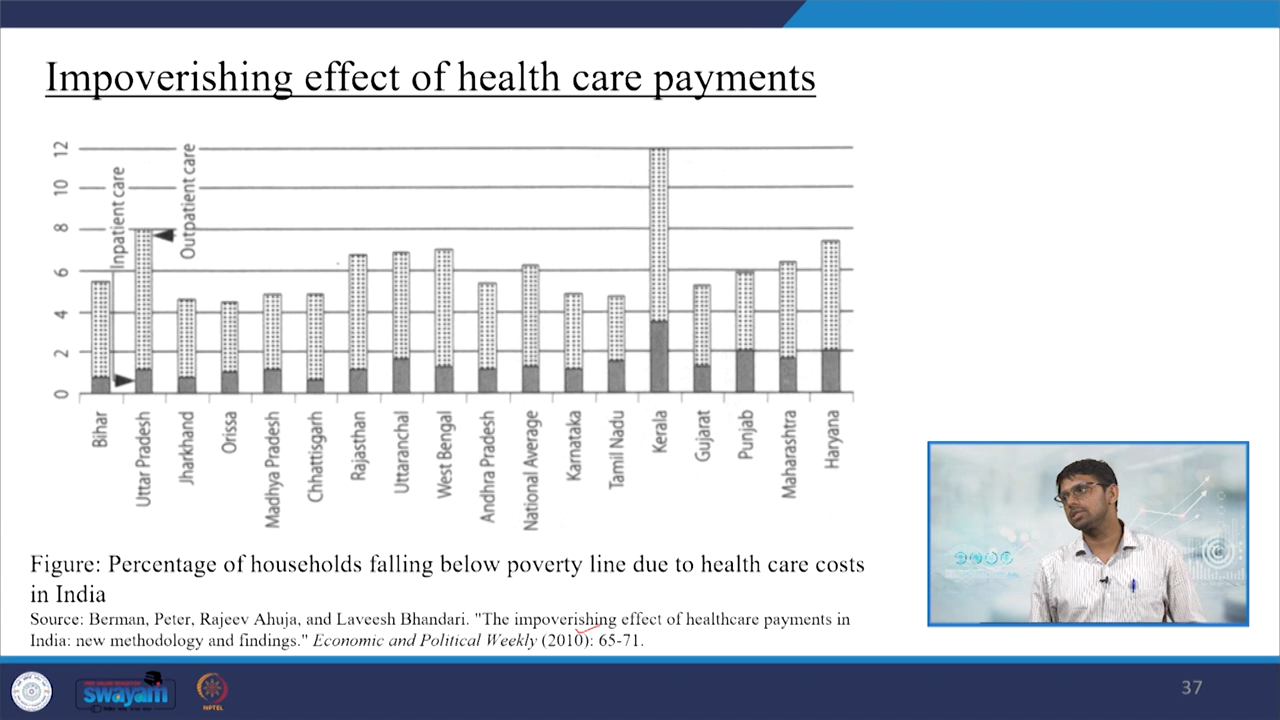 Impoverishing effect of health care payments
12
10
8
6
4
2
0
Inpatient care
Outpatient care
Bihar
Uttar Pradesh
Jharkhand
Orissa
Madhya Pradesh
Chhattisgarh
Rajasthan
Uttaranchal
West Bengal
Andhra Pradesh
National Average
Karnataka
Tamil Nadu
Kerala
Gujarat
Punjab
Maharashtra
Haryana
Figure: Percentage of households falling below poverty line due to health care costs
in India
Source: Berman, Peter, Rajeev Ahuja, and Laveesh Bhandari. "The impoverishing effect of healthcare payments in
India: new methodology and findings." Economic and Political Weekly (2010): 65-71.
swayam
NPTEL
37